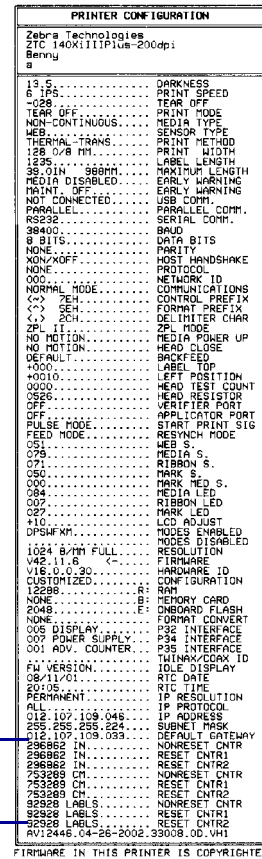 PRINTER CONFIGURATION
Zebra Technologies
ZTC 140XiIIIPlus-200dpi
Benny
a
13.5............... DARKNESS
6 IPS.............. PRINT SPEED
-028............... TEAR OFF
TEAR OFF........... PRINT MODE
NON-CONTINUOUS..... MEDIA TYPE
WEB................ SENSOR TYPE
THERMAL-TRANS...... PRINT METHOD
128 0/8 MM......... PRINT WIDTH
1235............... LABEL LENGTH
39.0IN 988MM....... MAXIMUM LENGTH
MEDIA DISABLED..... EARLY WARNING
MAINT. OFF......... EARLY WARNING
NOT CONNECTED...... USB COMM.
PARALLEL........... PARALLEL COMM.
RS232.............. SERIAL COMM.
38400.............. BAUD
8 BITS............. DATA BITS
NONE............... PARITY
XON/XOFF........... HOST HANDSHAKE
NONE............... PROTOCOL
000................ NETWORK ID
NORMAL MODE........ COMMUNICATIONS
<~> 7EH............ CONTROL PREFIX
<^> 5EH............ FORMAT PREFIX
<,> 2CH............ DELIMITER CHAR
ZPL II............. ZPL MODE
NO MOTION.......... MEDIA POWER UP
NO MOTION.......... HEAD CLOSE
DEFAULT............ BACKFEED
+000............... LABEL TOP
+0010.............. LEFT POSITION
0000............... HEAD TEST COUNT
0526............... HEAD RESISTOR
OFF................ VERIFIER PORT
OFF................ APPLICATOR PORT
PULSE MODE......... START PRINT SIG
FEED MODE.......... RESYNCH MODE
051................ WEB S.
079................ MEDIA S.
071................ RIBBON S.
050................ MARK S.
000................ MARK MED S.
084................ MEDIA LED
007................ RIBBON LED
027................ MARK LED
+10................ LCD ADJUST
DPSWFXM............ MODES ENABLED
................... MODES DISABLED
1024 8/MM FULL..... RESOLUTION
V42.11.6 <-........ FIRMWARE
V16.0.0.30......... HARDWARE ID
CUSTOMIZED......... CONFIGURATION
12288............R: RAM
NONE.............B: MEMORY CARD
2048.............E: ONBOARD FLASH
NONE............... FORMAT CONVERT
005 DISPLAY........ P32 INTERFACE
007 POWER SUPPLY... P34 INTERFACE
001 ADV. COUNTER... P35 INTERFACE
................... TWINAX/COAX ID
FW VERSION......... IDLE DISPLAY
08/11/01........... RTC DATE
20:05.............. RTC TIME
PERMANENT.......... IP RESOLUTION
ALL................ IP PROTOCOL
012.107.109.046.... IP ADDRESS
255.255.255.224.... SUBNET MASK
012.107.109.033.... DEFAULT GATEWAY
296862 IN.......... NONRESET CNTR
296862 IN.......... RESET CNTR1
296862 IN.......... RESET CNTR2
753289 CM.......... NONRESET CNTR
753289 CM.......... RESET CNTR1
753289 CM.......... RESET CNTR2
92928 LABLS........ NONRESET CNTR
92928 LABLS........ RESET CNTR1
92928 LABLS........ RESET CNTR2
AV12446.04-26-2002.33008.0D.VH1
FIRMWARE IN THIS PRINTER IS COPYRIGHTE